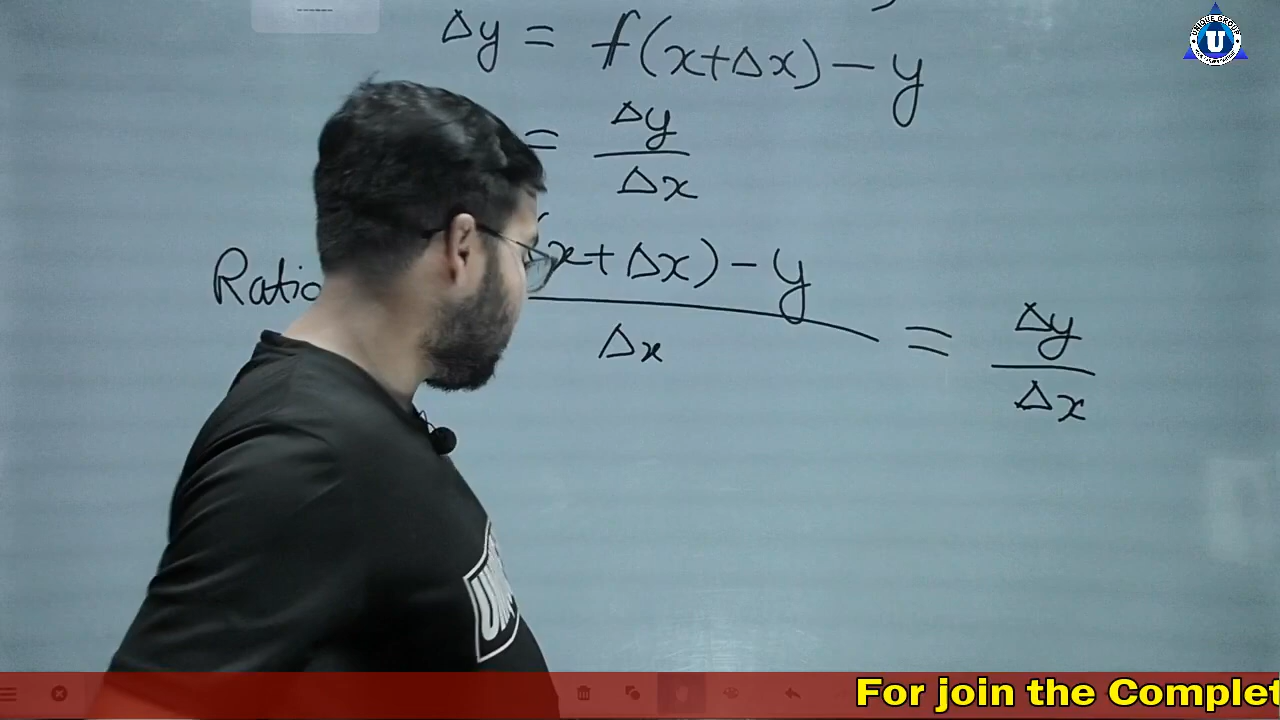 Δy = f(x+Δx) - y
= Δy
Δx
Ratio x+Δx) - y
Δx = Δy
Δx
U
For join the Complet